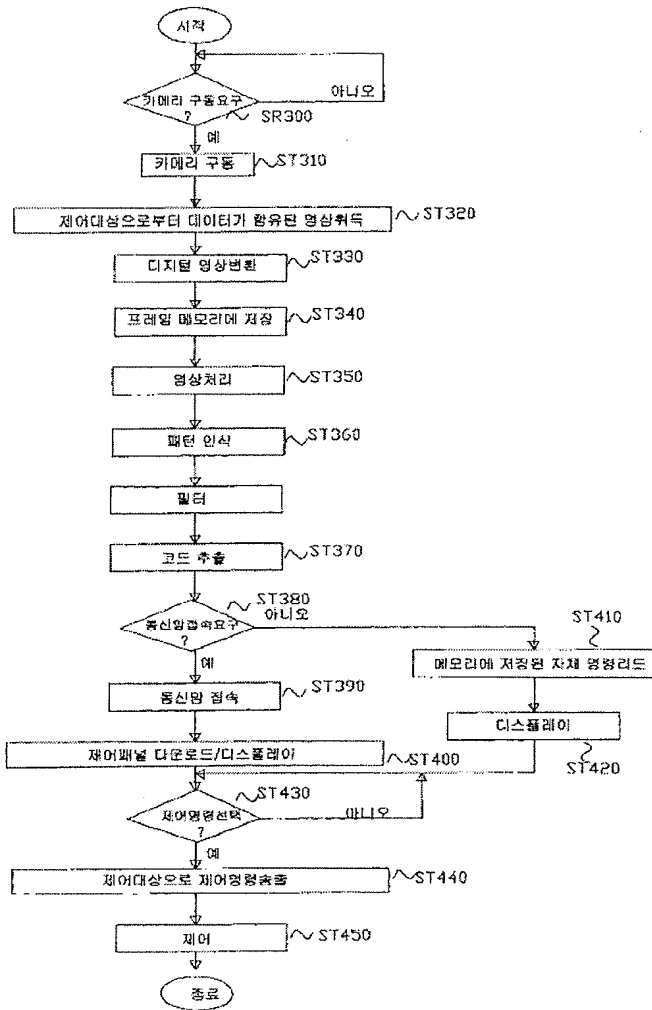 시작
카메라 구동요구
?
아니오
SR300
예
카메라 구동
ST310
제어대상으로부터 데이터가 함유된 영상취득
ST320
디지털 영상변환
ST330
프레임 메모리에 저장
ST340
영상처리
ST350
패턴 인식
ST360
필터
코드 추출
ST370
ST380
통신망접속요구
?
아니오
예
ST410
메모리에 저장된 자체 명령리드
통신망 접속
ST390
디스플레이
ST420
제어패널 다운로드/디스플레이
ST400
ST430
제어명령선택
?
아니오
예
제어대상으로 제어명령송출
ST440
제어
ST450
종료